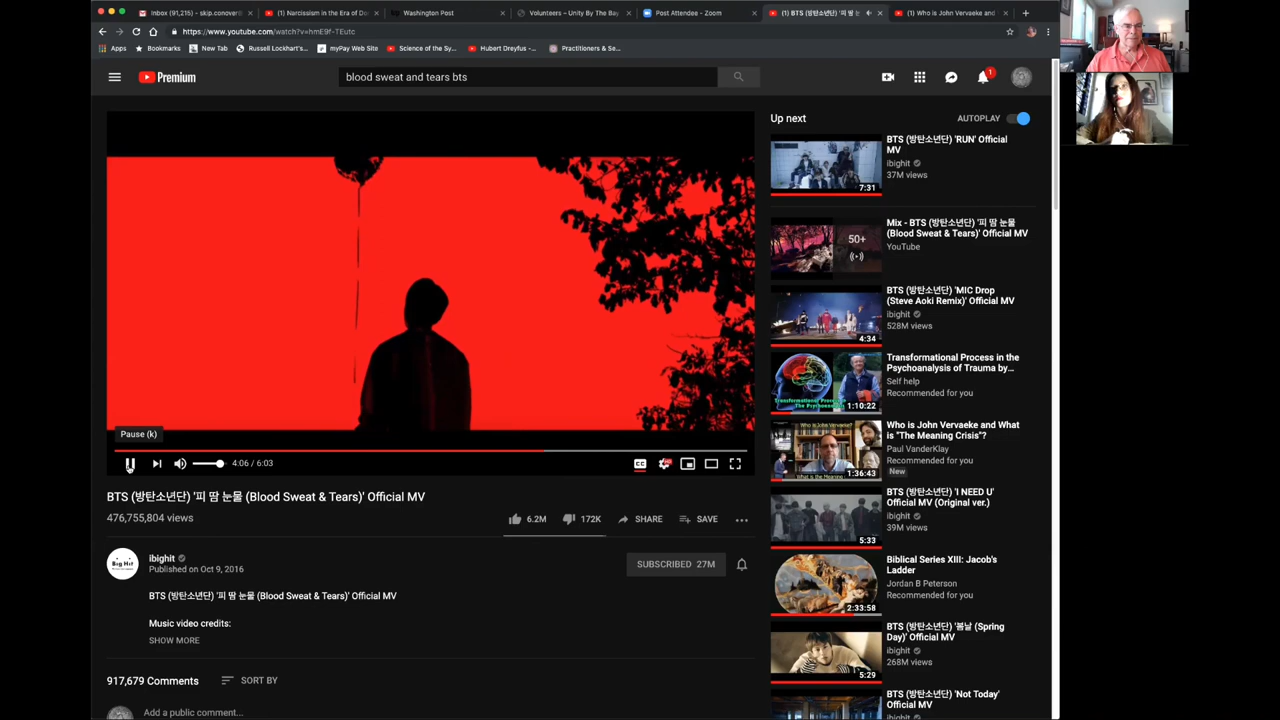 Inbox (91,215) - skip.conover
(1) Narcissism in the Era of D
Washington Post
Volunteers – Unity By The Bay
Post Attendee - Zoom
(1) BTS (방탄소년단) '피 땀 눈
(1) Who is John Vervaeke and
https://www.youtube.com/watch?v=hmE9f-TEutc
Apps
Bookmarks
New Tab
Russell Lockhart's...
myPay Web Site
Science of the Sy...
Hubert Dreyfus -...
Practitioners & Se...
Premium
blood sweat and tears bts
1
Up next
AUTOPLAY
BTS (방탄소년단) 'RUN' Official
MV
ibighit
37M views
7:31
Mix - BTS (방탄소년단) '피 땀 눈물
(Blood Sweat & Tears)' Official MV
YouTube
50+
BTS (방탄소년단) 'MIC Drop
(Steve Aoki Remix)' Official MV
ibighit
528M views
4:34
Transformational Process in the
Psychoanalysis of Trauma by...
Self help
Recommended for you
1:10:22
Who is John Vervaeke and What
is "The Meaning Crisis"?
Paul VanderKlay
Recommended for you
New
1:36:43
BTS (방탄소년단) 'I NEED U'
Official MV (Original ver.)
ibighit
39M views
5:33
Biblical Series XIII: Jacob's
Ladder
Jordan B Peterson
Recommended for you
2:33:58
BTS (방탄소년단) '봄날 (Spring
Day)' Official MV
ibighit
268M views
5:29
BTS (방탄소년단) 'Not Today'
Official MV
ibighit
Pause (k)
4:06 / 6:03
CC
BTS (방탄소년단) '피 땀 눈물 (Blood Sweat & Tears)' Official MV
476,755,804 views
6.2M
172K
SHARE
SAVE
BIG HIT
ibighit
Published on Oct 9, 2016
SUBSCRIBED 27M
BTS (방탄소년단) '피 땀 눈물 (Blood Sweat & Tears)' Official MV
Music video credits:
SHOW MORE
917,679 Comments
SORT BY
Add a public comment...